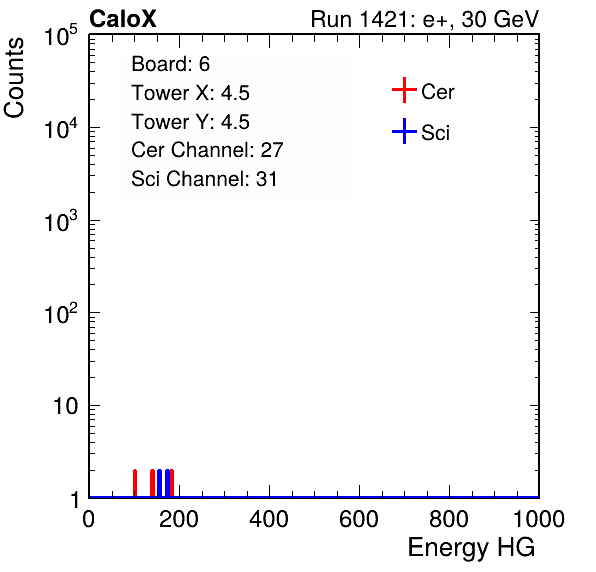 CaloX Run 1421: e+, 30 GeV
Counts
Board: 6
Tower X: 4.5
Tower Y: 4.5
Cer Channel: 27
Sci Channel: 31
Cer
Sci
10^5
10^4
10^3
10^2
10
1
0 200 400 600 800 1000
Energy HG